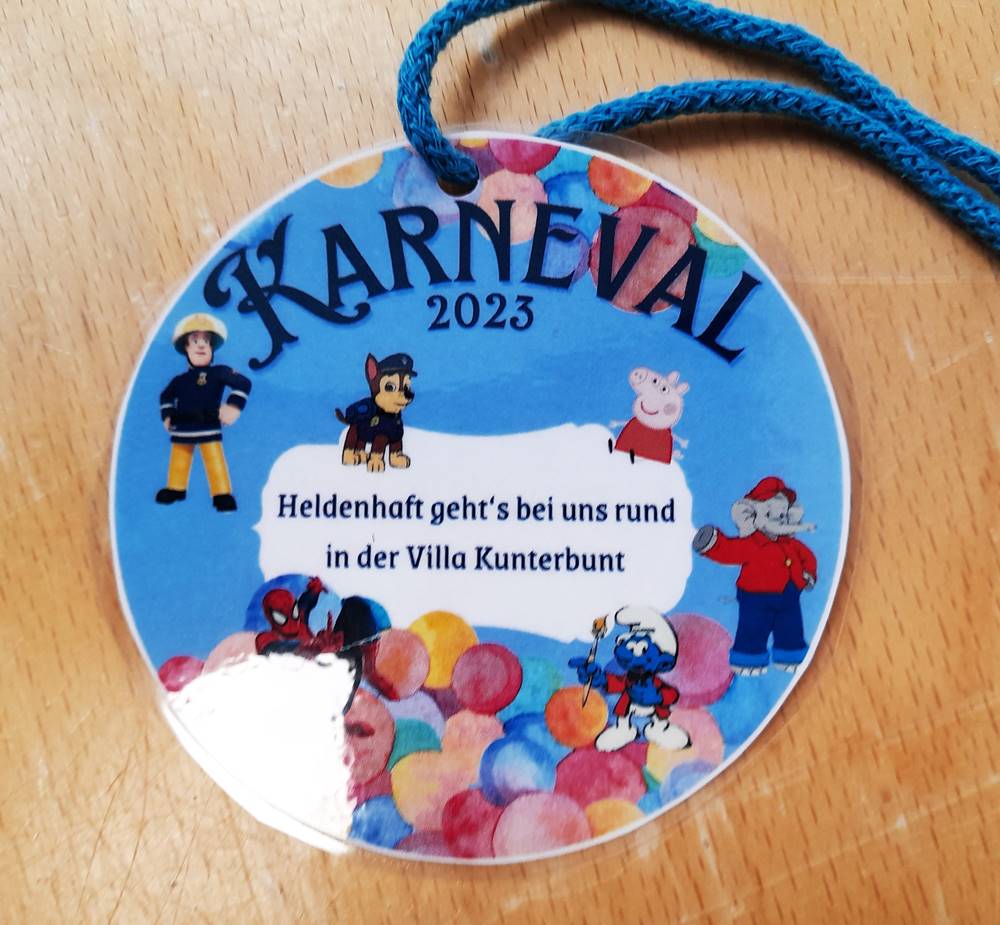 KARNEVAL
2023
Heldenhaft geht‘s bei uns rund
in der Villa Kunterbunt